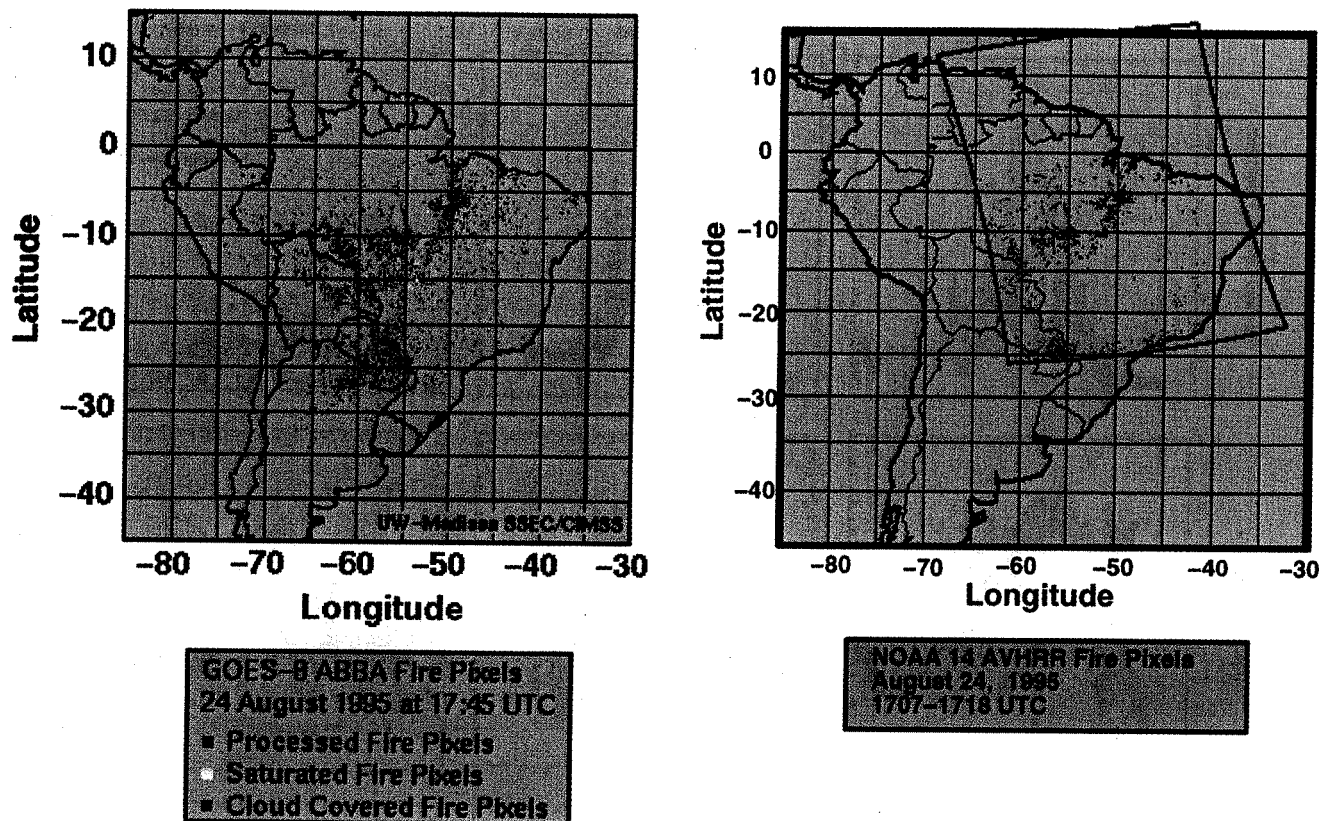 10
0
-10
-20
-30
-40
Latitude
-80 -70 -60 -50 -40 -30
Longitude
UW-Madison SSEC/CIMSS
GOES-8 ABBA Fire Pixels
24 August 1995 at 17:45 UTC
Processed Fire Pixels
Saturated Fire Pixels
Cloud Covered Fire Pixels
10
0
-10
-20
-30
-40
Latitude
-80 -70 -60 -50 -40 -30
Longitude
NOAA 14 AVHRR Fire Pixels
August 24, 1995
1707-1718 UTC